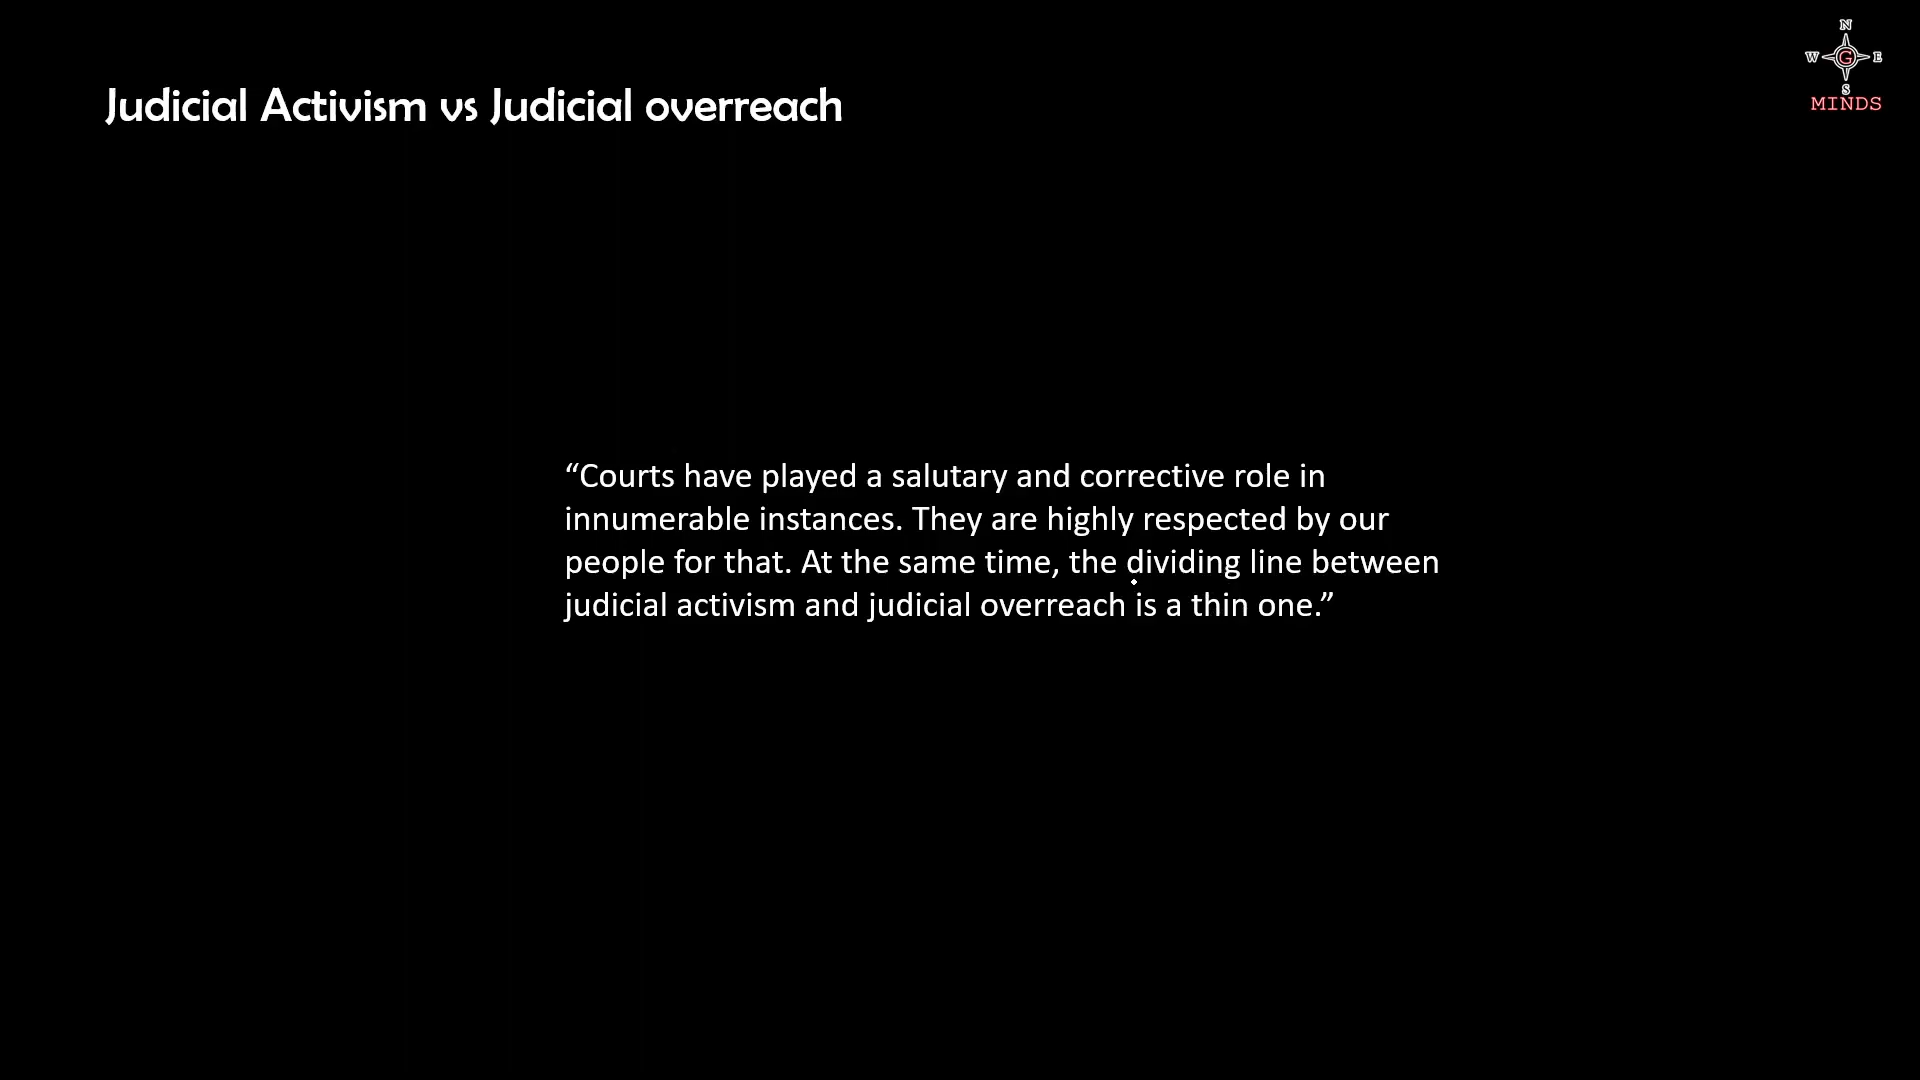 N
W G E
S
MINDS
Judicial Activism vs Judicial overreach
“Courts have played a salutary and corrective role in
innumerable instances. They are highly respected by our
people for that. At the same time, the dividing line between
judicial activism and judicial overreach is a thin one.”